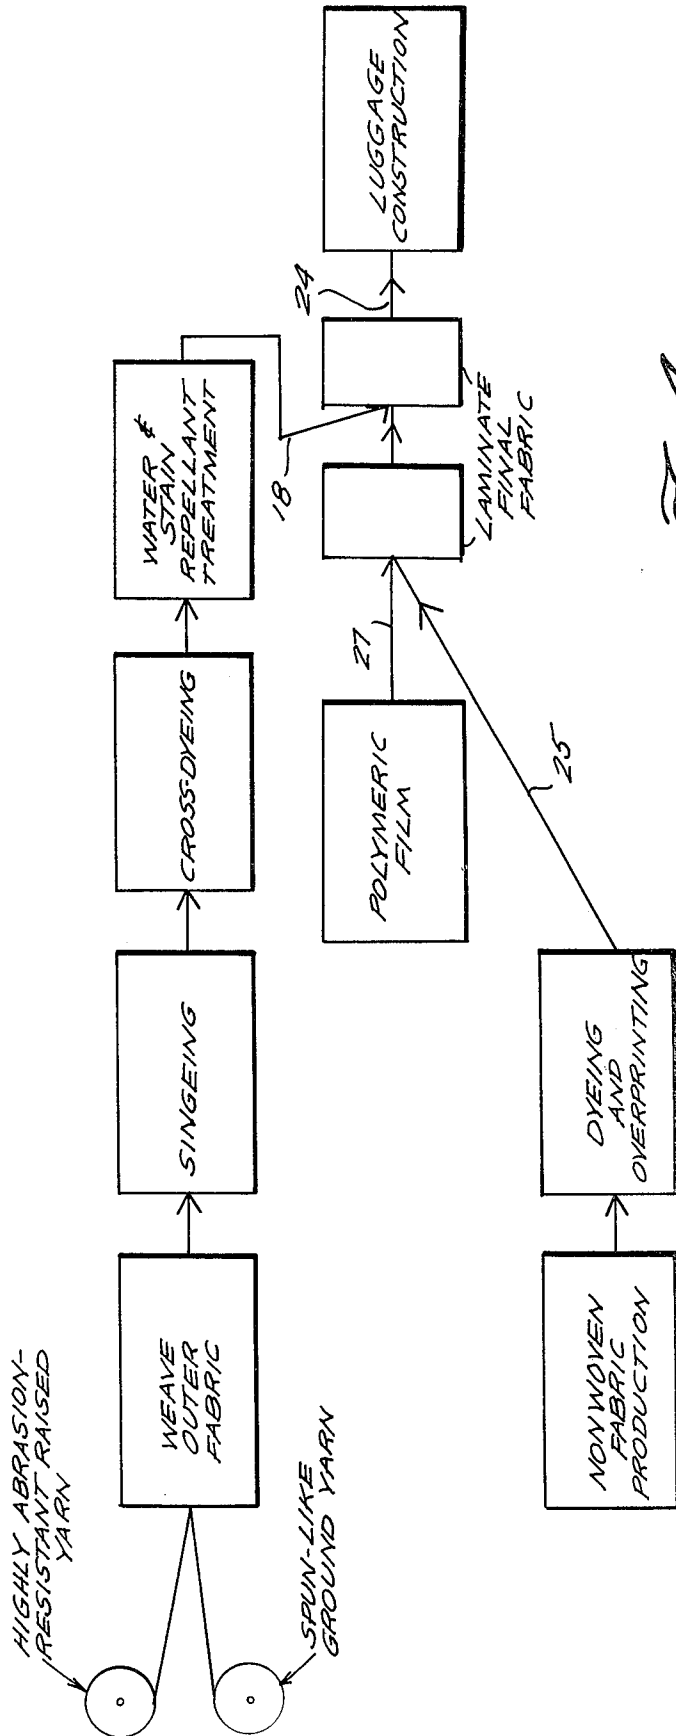 HIGHLY ABRASION-
RESISTANT RAISED
YARN
SPUN-LIKE
GROUND YARN
WEAVE
OUTER
FABRIC
SINGEING
CROSS-DYEING
WATER &
STAIN
REPELLANT
TREATMENT
18
POLYMERIC
FILM
27
LAMINATE
FINAL
FABRIC
24
LUGGAGE
CONSTRUCTION
NONWOVEN
FABRIC
PRODUCTION
DYEING
AND
OVERPRINTING
25